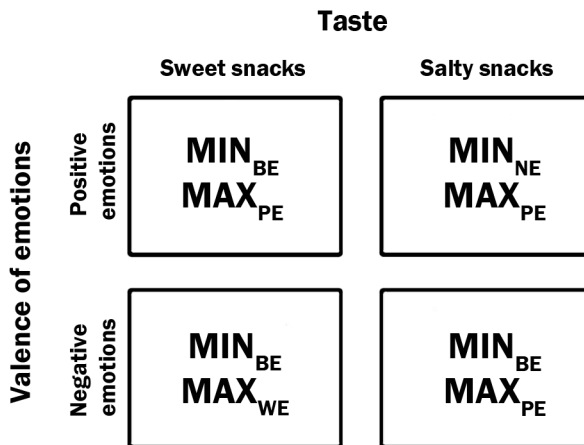 Taste
Sweet snacks
Salty snacks
Valence of emotions
Positive
emotions
MIN BE
MAX PE
MIN NE
MAX PE
Negative
emotions
MIN BE
MAX WE
MIN BE
MAX PE